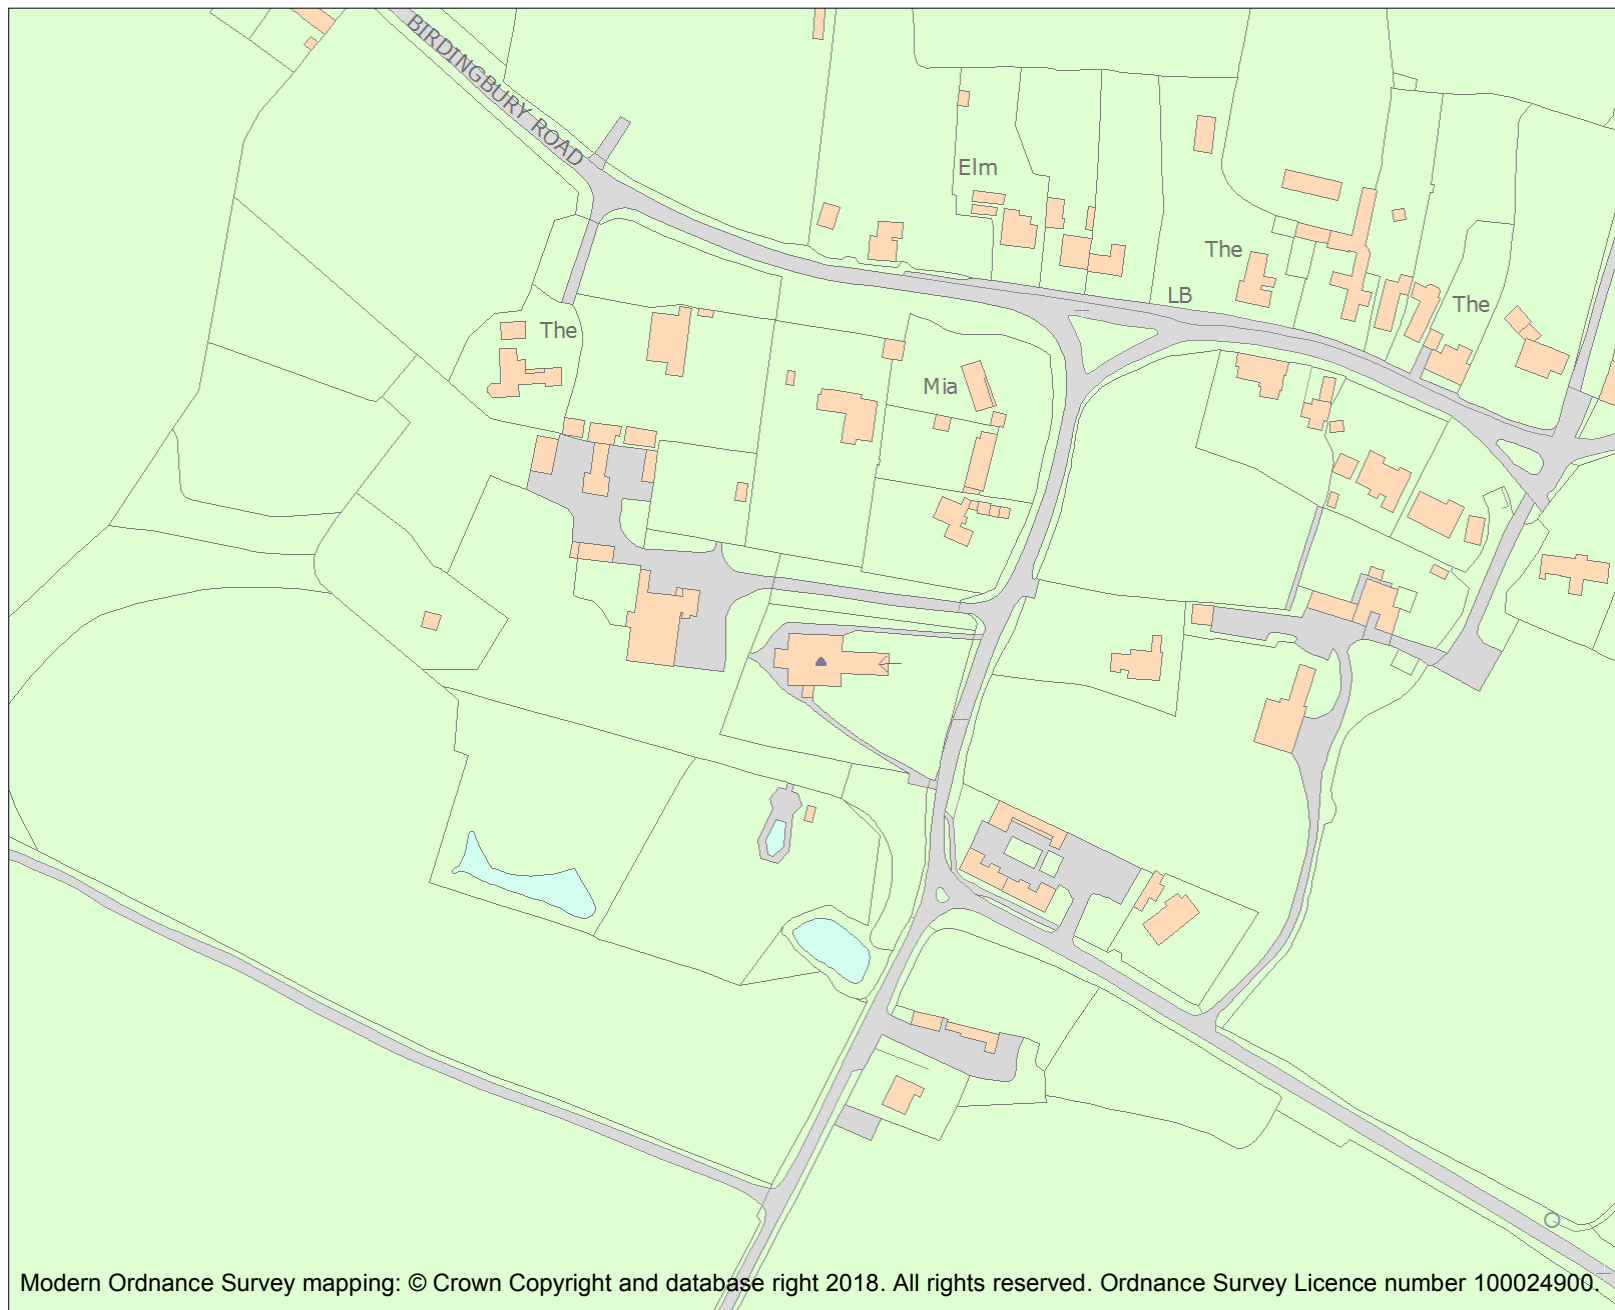 BIRDINGBURY ROAD
Elm
The
LB
The
The
Mia
Modern Ordnance Survey mapping: © Crown Copyright and database right 2018. All rights reserved. Ordnance Survey Licence number 100024900.